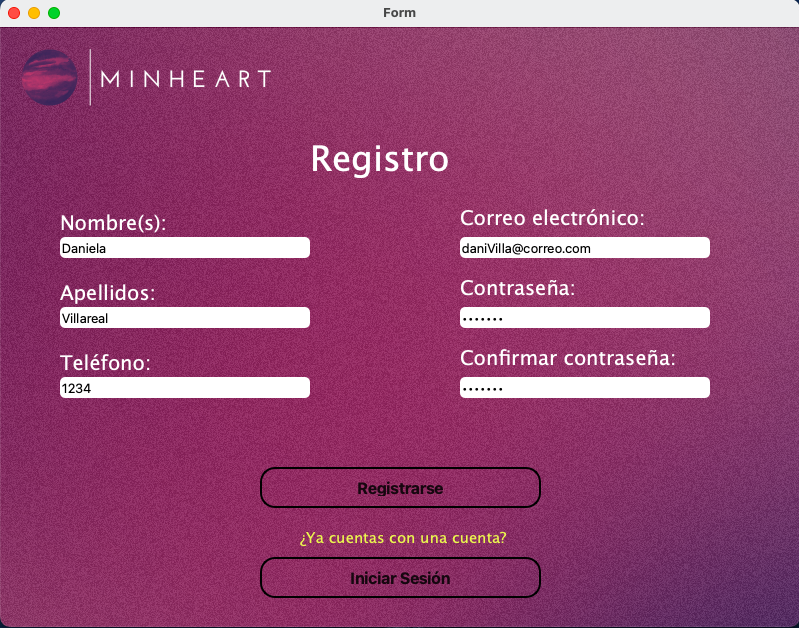 Form
MINHEART
Registro
Nombre(s):
Daniela
Apellidos:
Villareal
Teléfono:
1234
Correo electrónico:
daniVilla@correo.com
Contraseña:
•••••••
Confirmar contraseña:
•••••••
Registrarse
¿Ya cuentas con una cuenta?
Iniciar Sesión